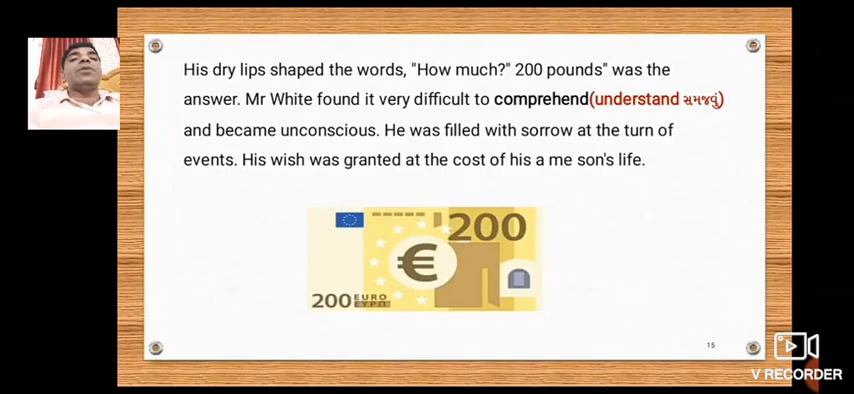 His dry lips shaped the words, "How much?" 200 pounds" was the
answer. Mr White found it very difficult to comprehend(understand સમજવું)
and became unconscious. He was filled with sorrow at the turn of
events. His wish was granted at the cost of his a me son's life.
200
€
200 EURO
ΕΥΡΩ
15
V RECORDER